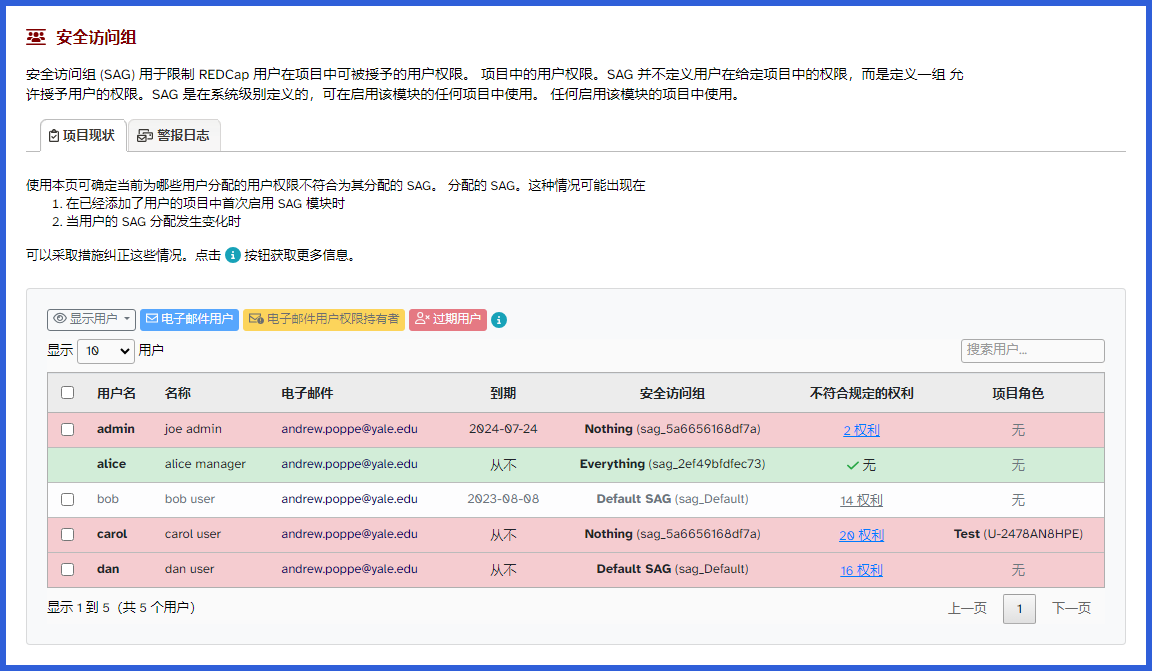 安全访问组
安全访问组 (SAG) 用于限制 REDCap 用户在项目中可被授予的用户权限。 项目中的用户权限。SAG 并不定义用户在给定项目中的权限，而是定义一组 允
许授予用户的权限。SAG 是在系统级别定义的，可在启用该模块的任何项目中使用。 任何启用该模块的项目中使用。
项目现状 警报日志
使用本页可确定当前为哪些用户分配的用户权限不符合为其分配的 SAG。 分配的 SAG。这种情况可能出现在
1. 在已经添加了用户的项目中首次启用 SAG 模块时
2. 当用户的 SAG 分配发生变化时
可以采取措施纠正这些情况。点击 按钮获取更多信息。
显示用户 电子邮件用户 电子邮件用户权限持有者 过期用户
显示 10 用户 搜索用户...
用户名 名称 电子邮件 到期 安全访问组 不符合规定的权利 项目角色
admin joe admin andrew.poppe@yale.edu 2024-07-24 Nothing (sag_5a6656168df7a) 2 权利 无
alice alice manager andrew.poppe@yale.edu 从不 Everything (sag_2ef49bfdfec73) 无 无
bob bob user andrew.poppe@yale.edu 2023-08-08 Default SAG (sag_Default) 14 权利 无
carol carol user andrew.poppe@yale.edu 从不 Nothing (sag_5a6656168df7a) 20 权利 Test (U-2478AN8HPE)
dan dan user andrew.poppe@yale.edu 从不 Default SAG (sag_Default) 16 权利 无
显示 1 到 5（共 5 个用户） 上一页 1 下一页